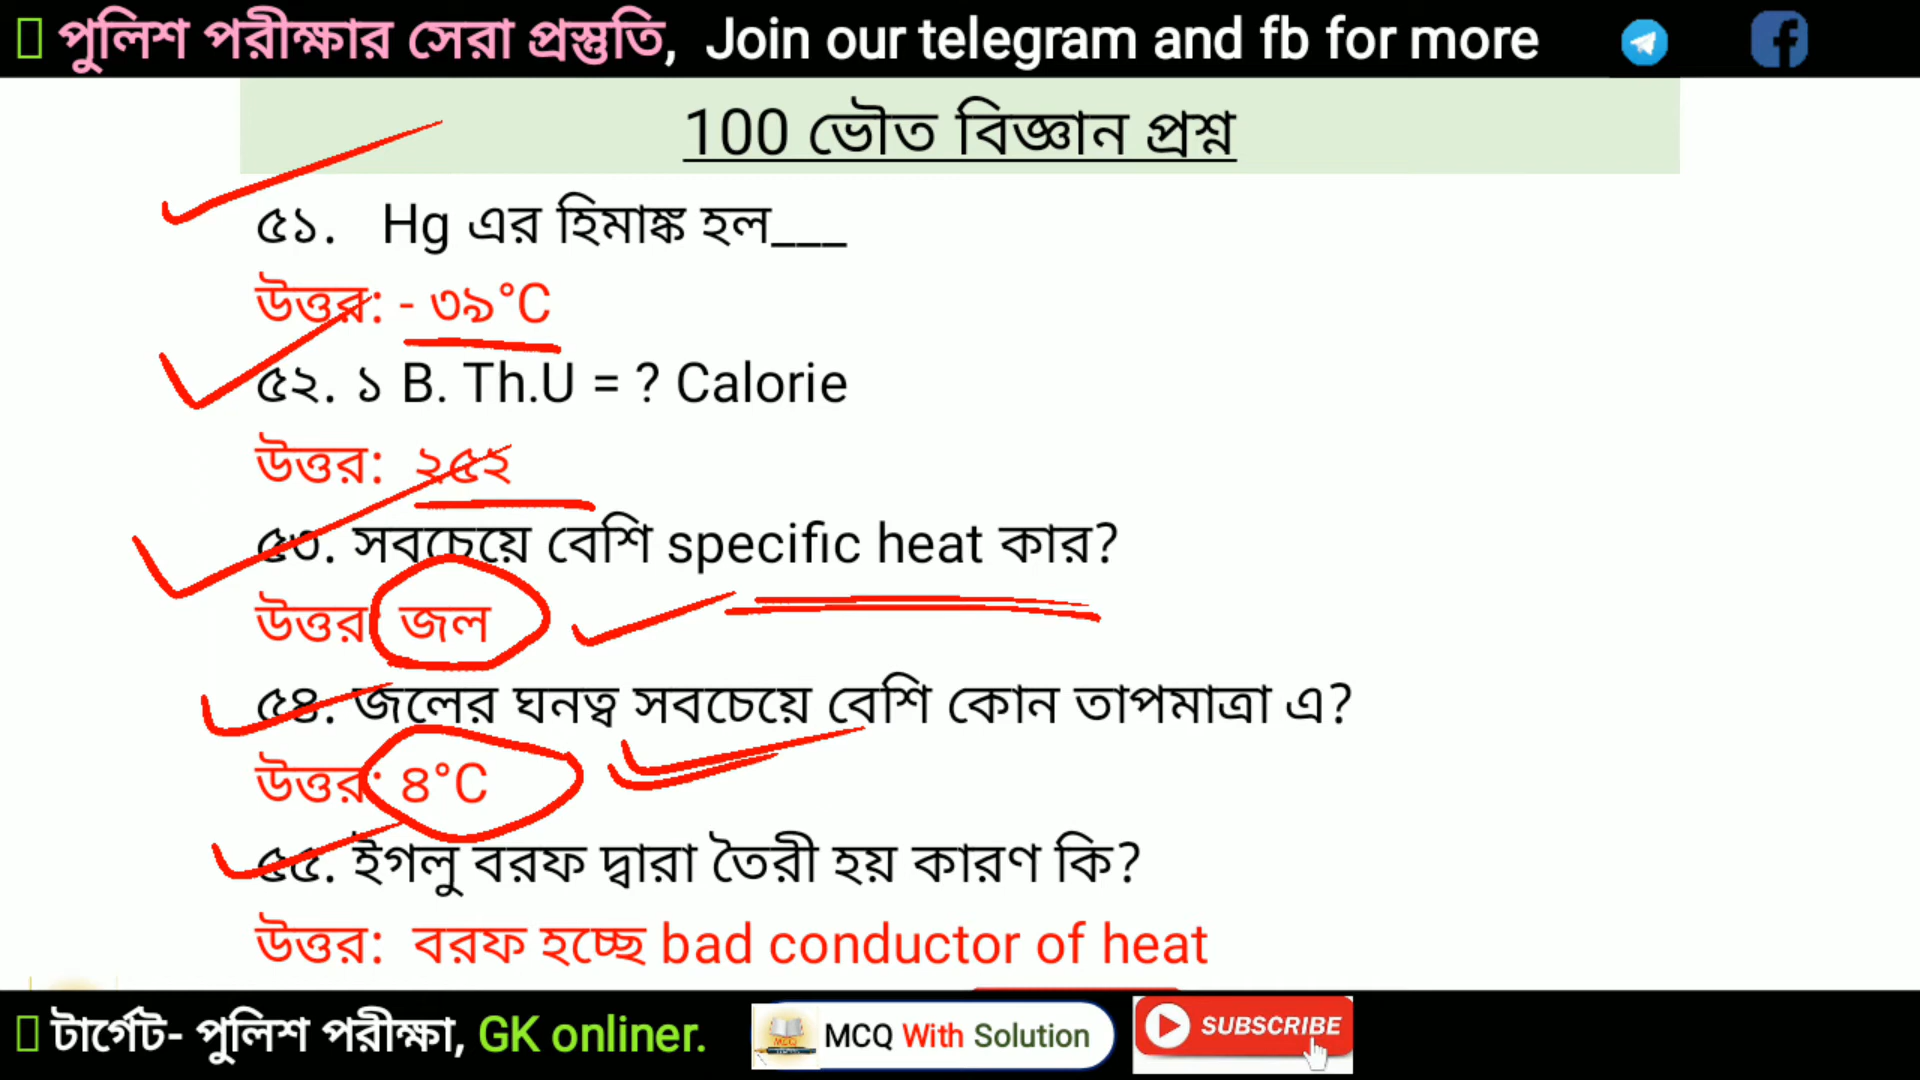 পুলিশ পরীক্ষার সেরা প্রস্তুতি, Join our telegram and fb for more
100 ভৌত বিজ্ঞান প্রশ্ন
৫১. Hg এর হিমাঙ্ক হল___
উত্তর: - ৩৯°C
৫২. ১ B. Th.U = ? Calorie
উত্তর: ২৫২
৫৩. সবচেয়ে বেশি specific heat কার?
উত্তর জল
৫৪. জলের ঘনত্ব সবচেয়ে বেশি কোন তাপমাত্রা এ?
উত্তর: ৪°C
৫৫. ইগলু বরফ দ্বারা তৈরী হয় কারণ কি?
উত্তর: বরফ হচ্ছে bad conductor of heat
টার্গেট- পুলিশ পরীক্ষা, GK onliner.
MCQ With Solution
SUBSCRIBE